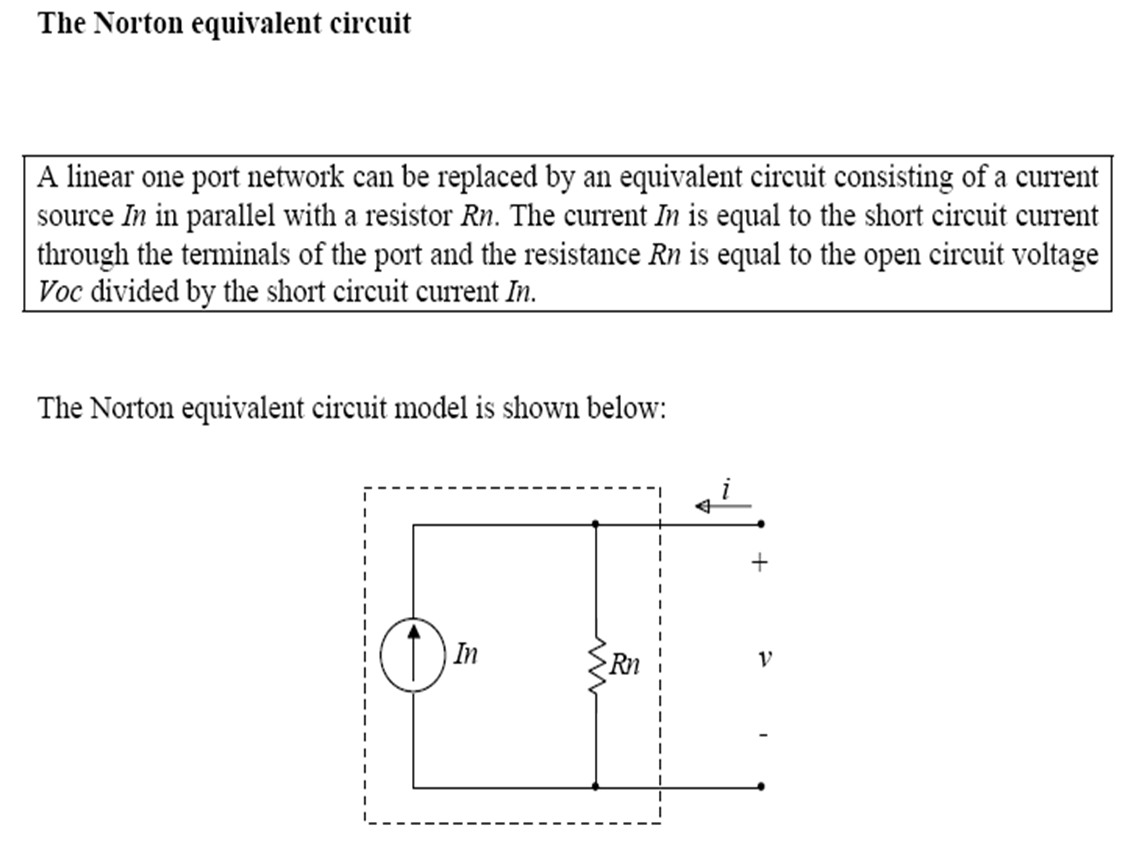 The Norton equivalent circuit
A linear one port network can be replaced by an equivalent circuit consisting of a current
source In in parallel with a resistor Rn. The current In is equal to the short circuit current
through the terminals of the port and the resistance Rn is equal to the open circuit voltage
Voc divided by the short circuit current In.
The Norton equivalent circuit model is shown below:
i
+
In
Rn
v
-